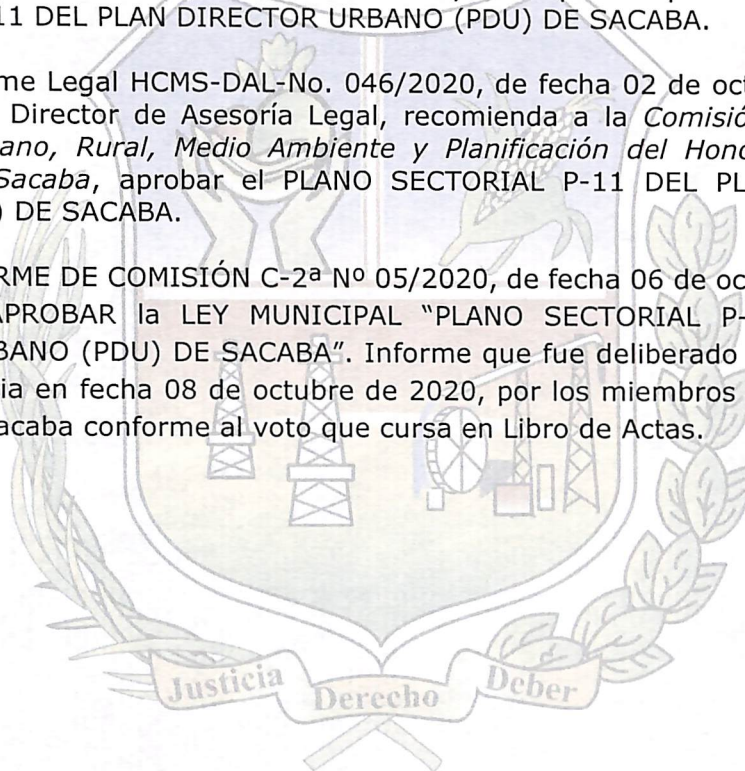 11 DEL PLAN DIRECTOR URBANO (PDU) DE SACABA.
me Legal HCMS-DAL-No. 046/2020, de fecha 02 de oct
Director de Asesoría Legal, recomienda a la Comisió
ano, Rural, Medio Ambiente y Planificación del Hono
Sacaba, aprobar el PLANO SECTORIAL P-11 DEL PL
) DE SACABA.
RME DE COMISIÓN C-2ª Nº 05/2020, de fecha 06 de oc
APROBAR la LEY MUNICIPAL “PLANO SECTORIAL P-
BANO (PDU) DE SACABA”. Informe que fue deliberado
ia en fecha 08 de octubre de 2020, por los miembros
acaba conforme al voto que cursa en Libro de Actas.
Justicia Derecho Deber